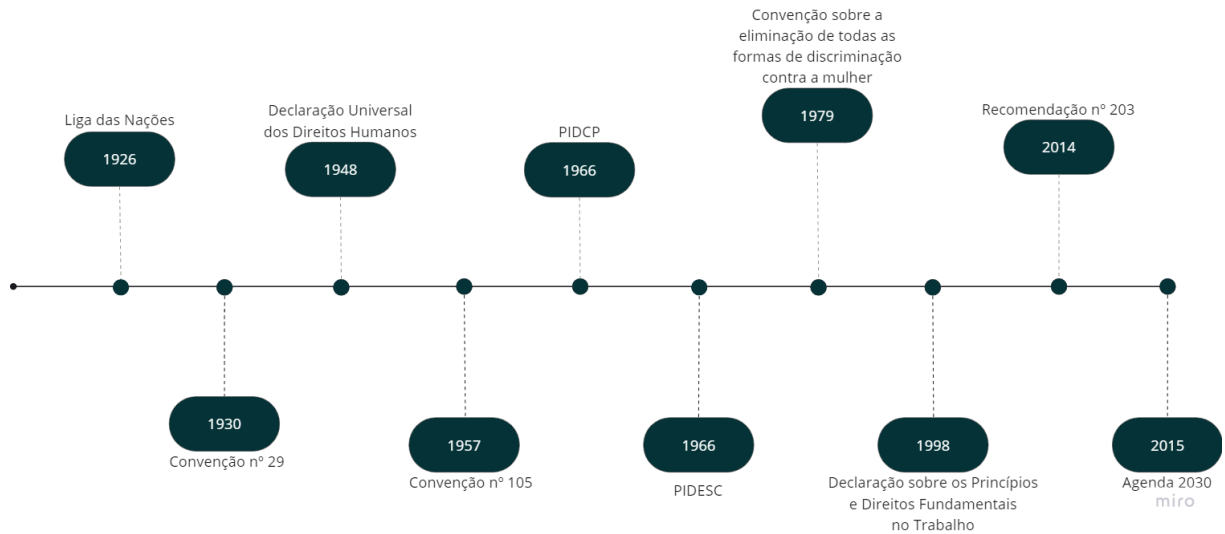 Liga das Nações
1926
1930
Convenção nº 29
Declaração Universal
dos Direitos Humanos
1948
1957
Convenção nº 105
PIDCP
1966
1966
PIDESC
Convenção sobre a
eliminação de todas as
formas de discriminação
contra a mulher
1979
1998
Declaração sobre os Princípios
e Direitos Fundamentais
no Trabalho
Recomendação nº 203
2014
2015
Agenda 2030
miro